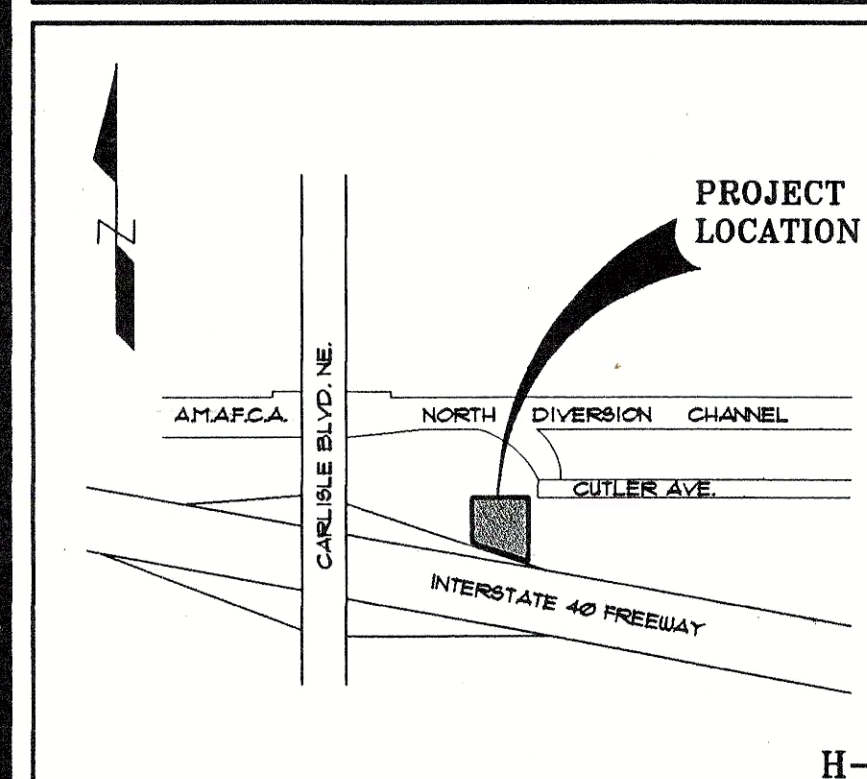 PROJECT
LOCATION
N
CARLISLE BLVD. NE.
A.M.A.F.C.A. NORTH DIVERSION CHANNEL
CUTLER AVE.
INTERSTATE 40 FREEWAY
H-